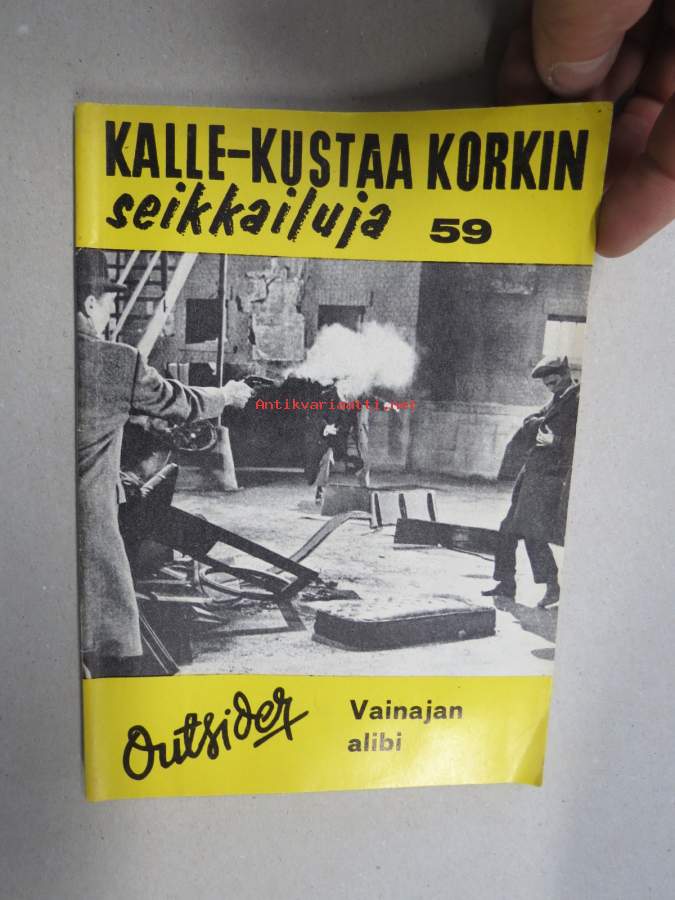 KALLE-KUSTAA KORKIN
seikkailuja 59
Antikvariaatti.net
Outsider
Vainajan
alibi